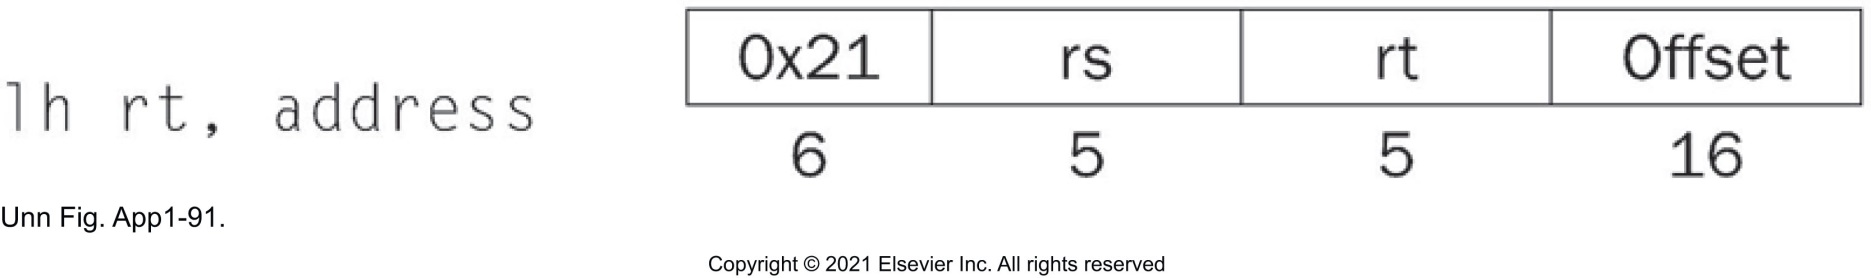 lh rt, address
0x21 rs rt Offset
6 5 5 16
Unn Fig. App1-91.
Copyright © 2021 Elsevier Inc. All rights reserved